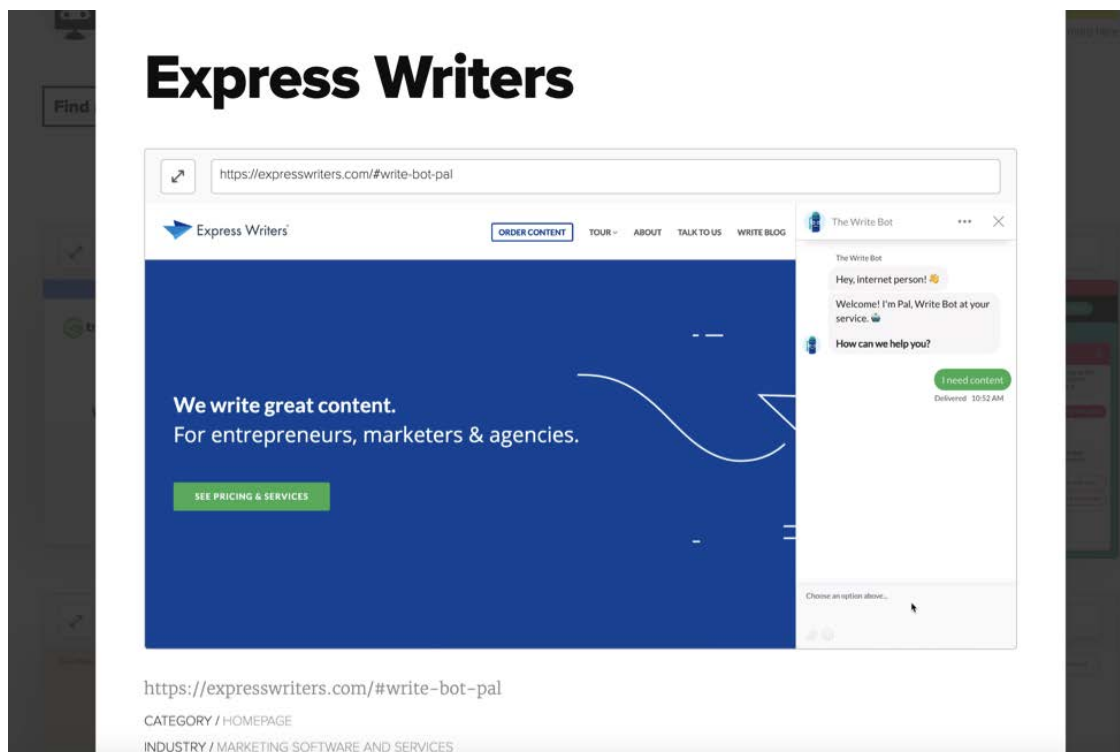 Express Writers
Find
https://expresswriters.com/#write-bot-pal
Express Writers
ORDER CONTENT TOUR ABOUT TALK TO US WRITE BLOG
The Write Bot
The Write Bot
Hey, internet person! 👋
Welcome! I'm Pal, Write Bot at your
service. 🤖
How can we help you?
I need content
Delivered 10:52 AM
We write great content.
For entrepreneurs, marketers & agencies.
SEE PRICING & SERVICES
Choose an option above...
https://expresswriters.com/#write-bot-pal
CATEGORY / HOMEPAGE
INDUSTRY / MARKETING SOFTWARE AND SERVICES